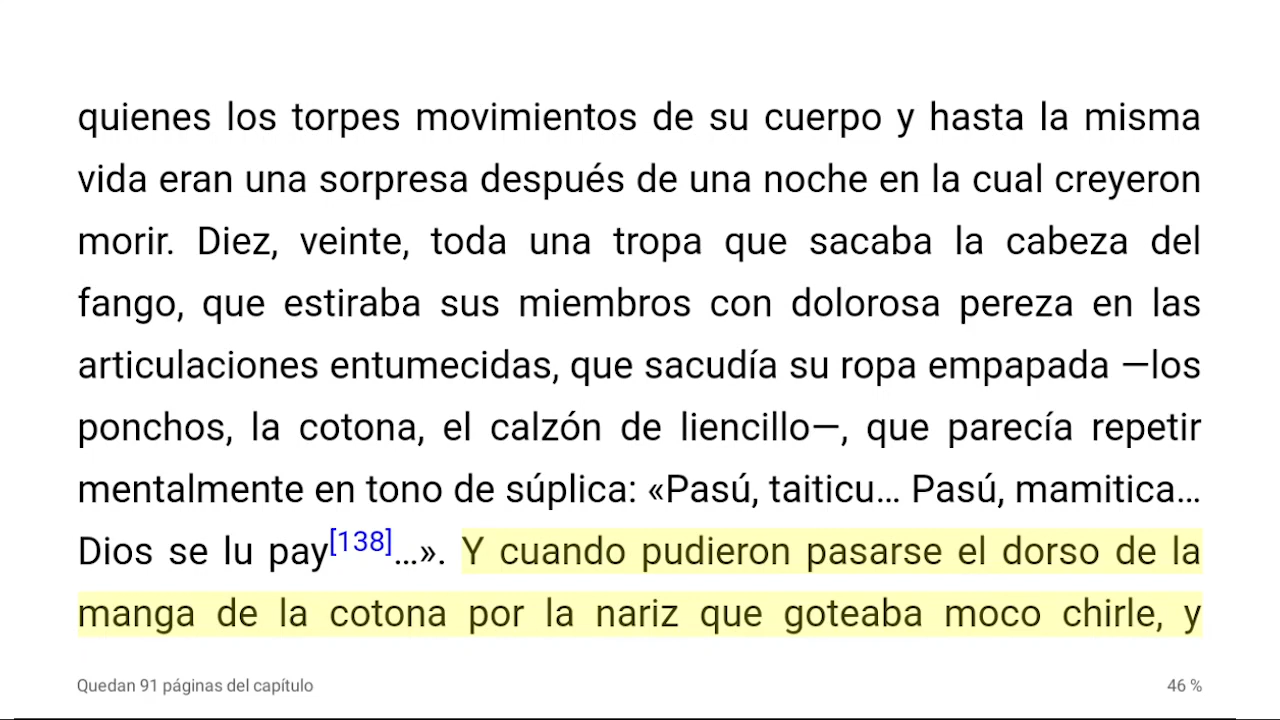 quienes los torpes movimientos de su cuerpo y hasta la misma
vida eran una sorpresa después de una noche en la cual creyeron
morir. Diez, veinte, toda una tropa que sacaba la cabeza del
fango, que estiraba sus miembros con dolorosa pereza en las
articulaciones entumecidas, que sacudía su ropa empapada —los
ponchos, la cotona, el calzón de liencillo—, que parecía repetir
mentalmente en tono de súplica: «Pasú, taiticu… Pasú, mamitica…
Dios se lu pay[138]…». Y cuando pudieron pasarse el dorso de la
manga de la cotona por la nariz que goteaba moco chirle, y
Quedan 91 páginas del capítulo 46 %